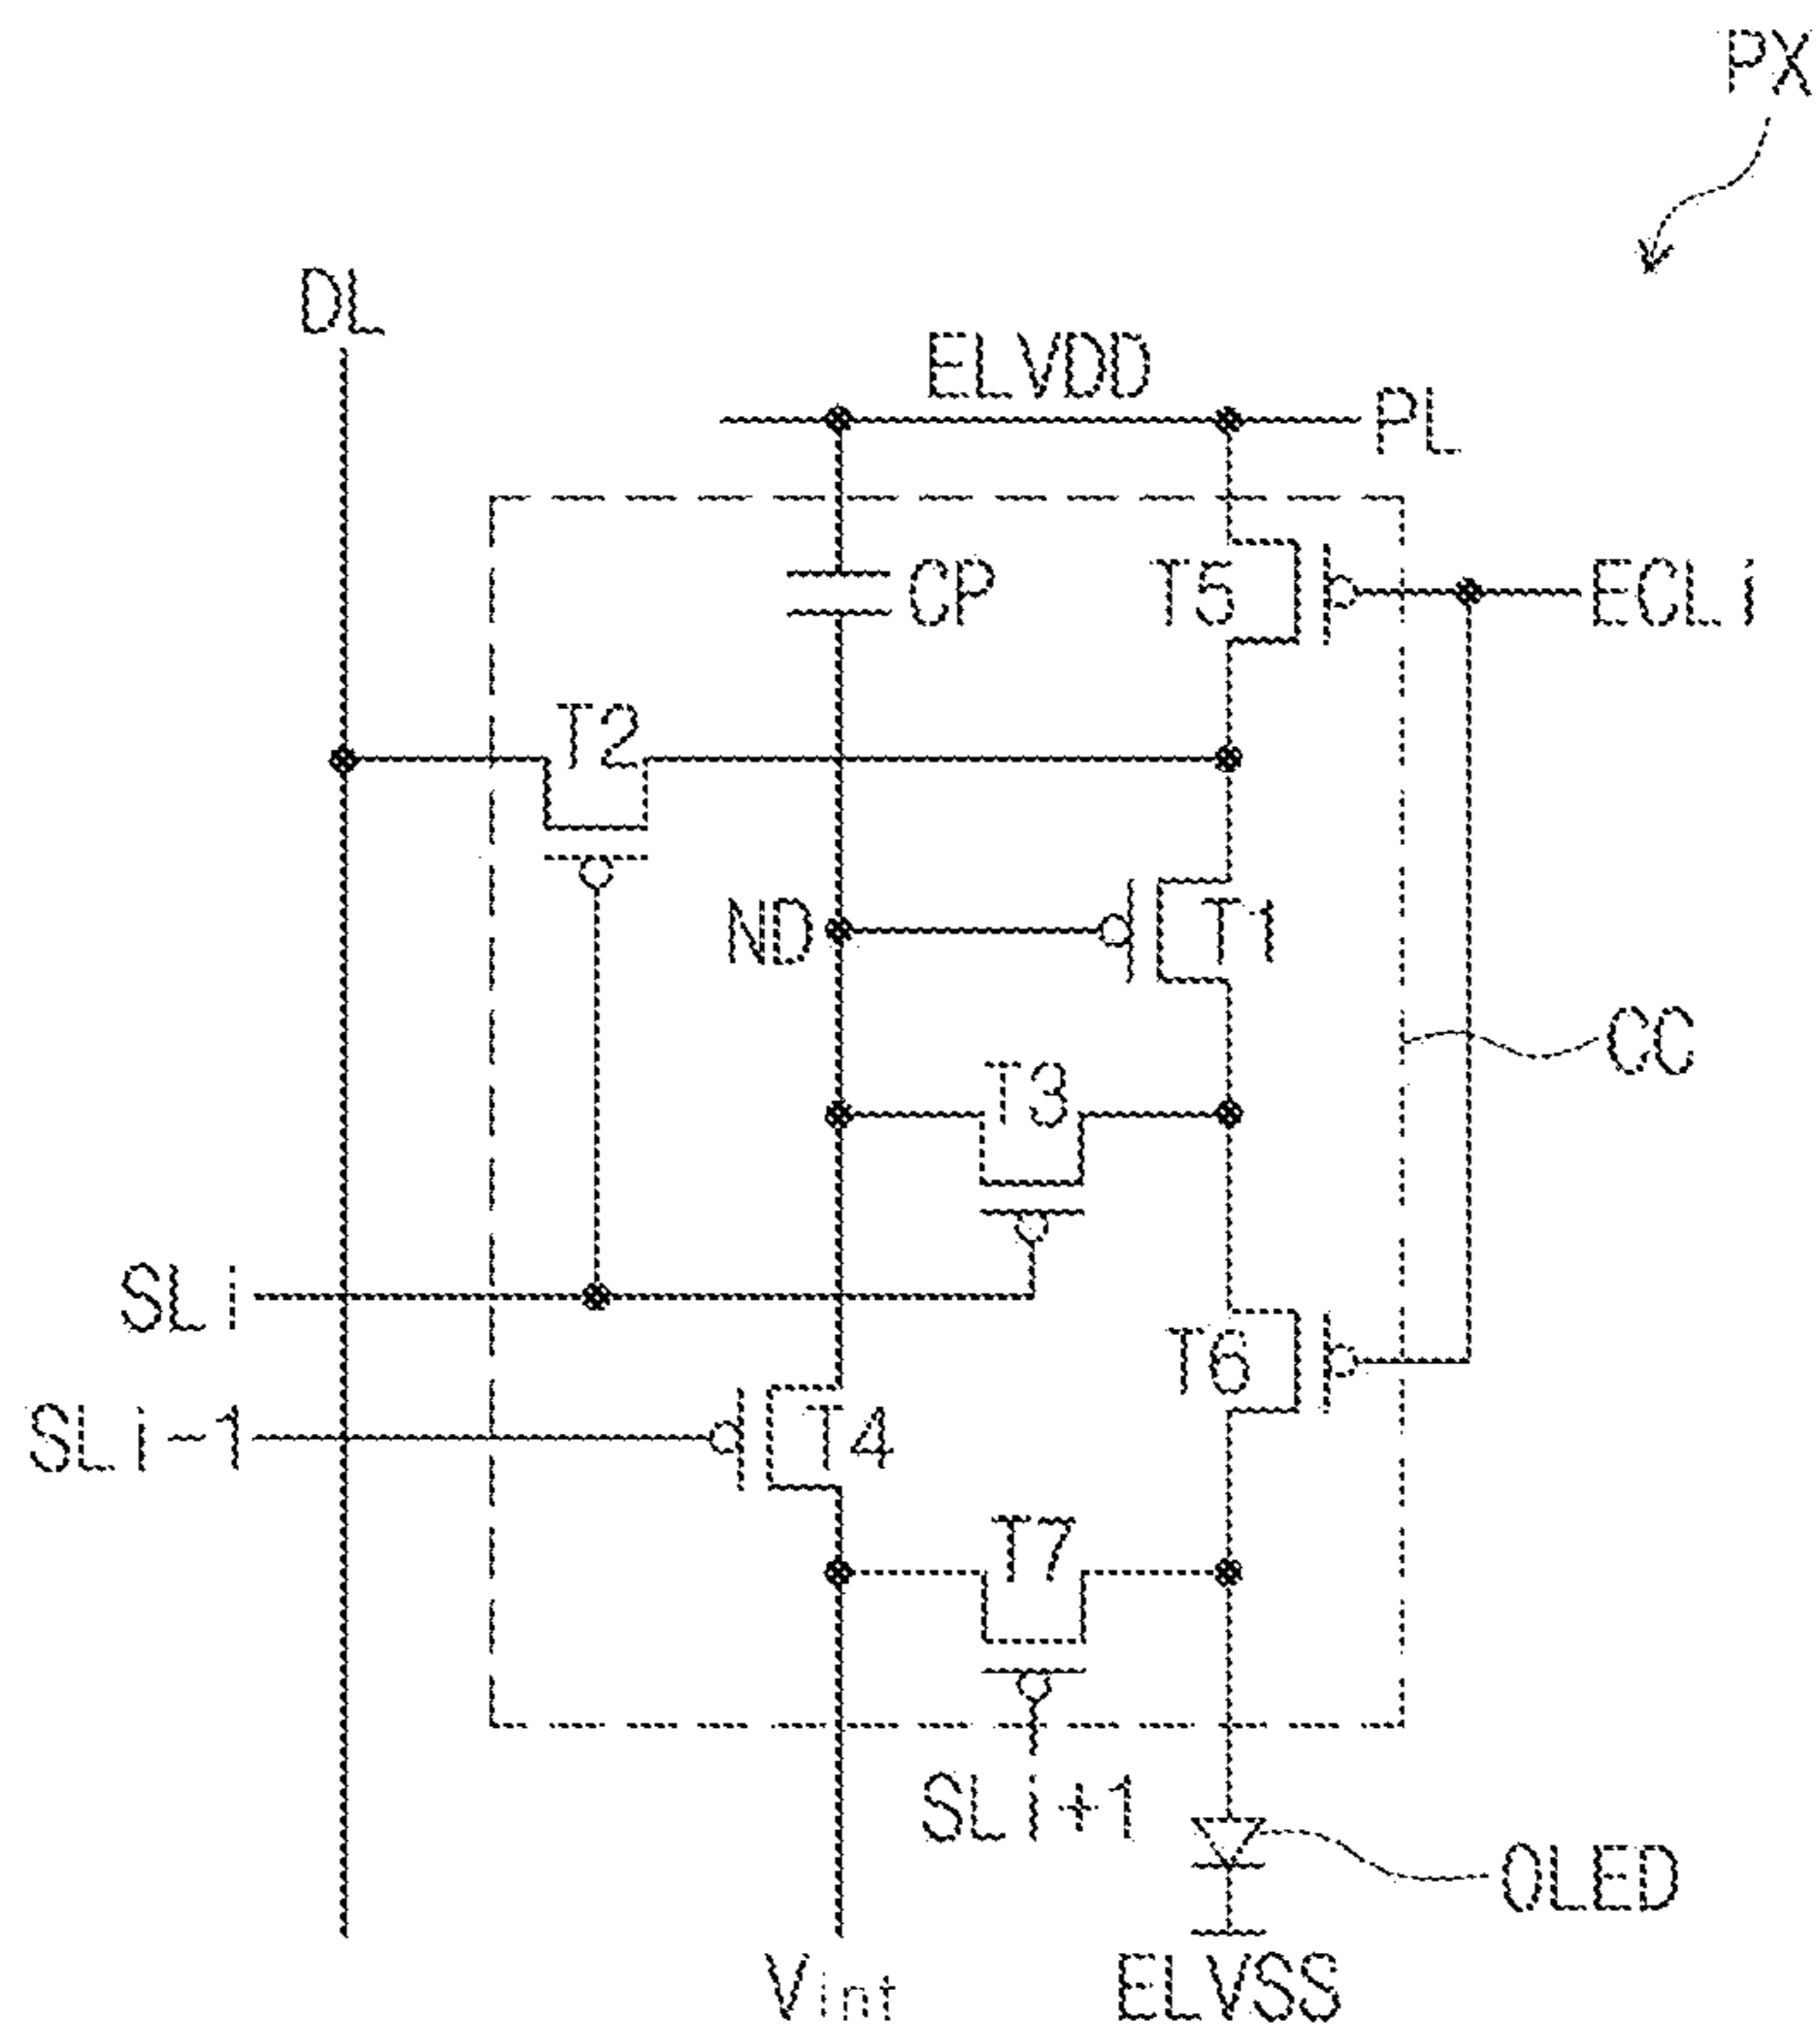 PX
DL
ELVDD
PL
CP
T5
ECLi
T2
ND
T1
CC
T3
SLi
T6
SLi-1
T4
T7
SLi+1
OLED
Vint
ELVSS